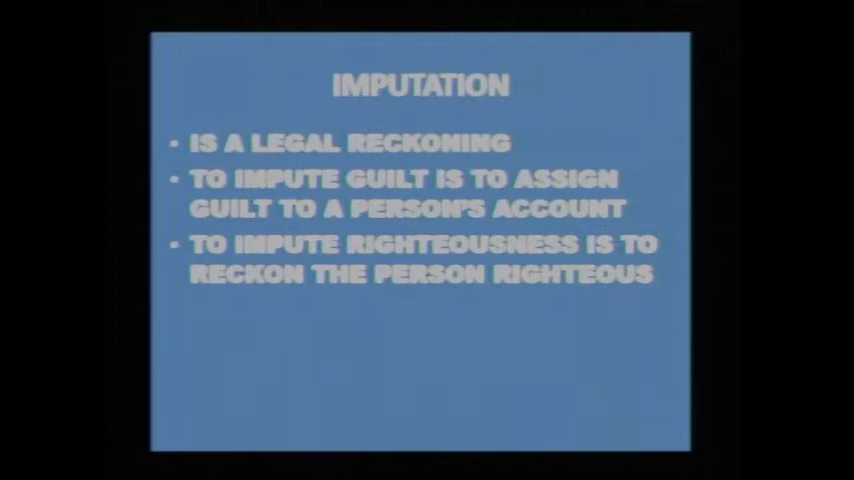 IMPUTATION
• IS A LEGAL RECKONING
• TO IMPUTE GUILT IS TO ASSIGN
GUILT TO A PERSON'S ACCOUNT
• TO IMPUTE RIGHTEOUSNESS IS TO
RECKON THE PERSON RIGHTEOUS